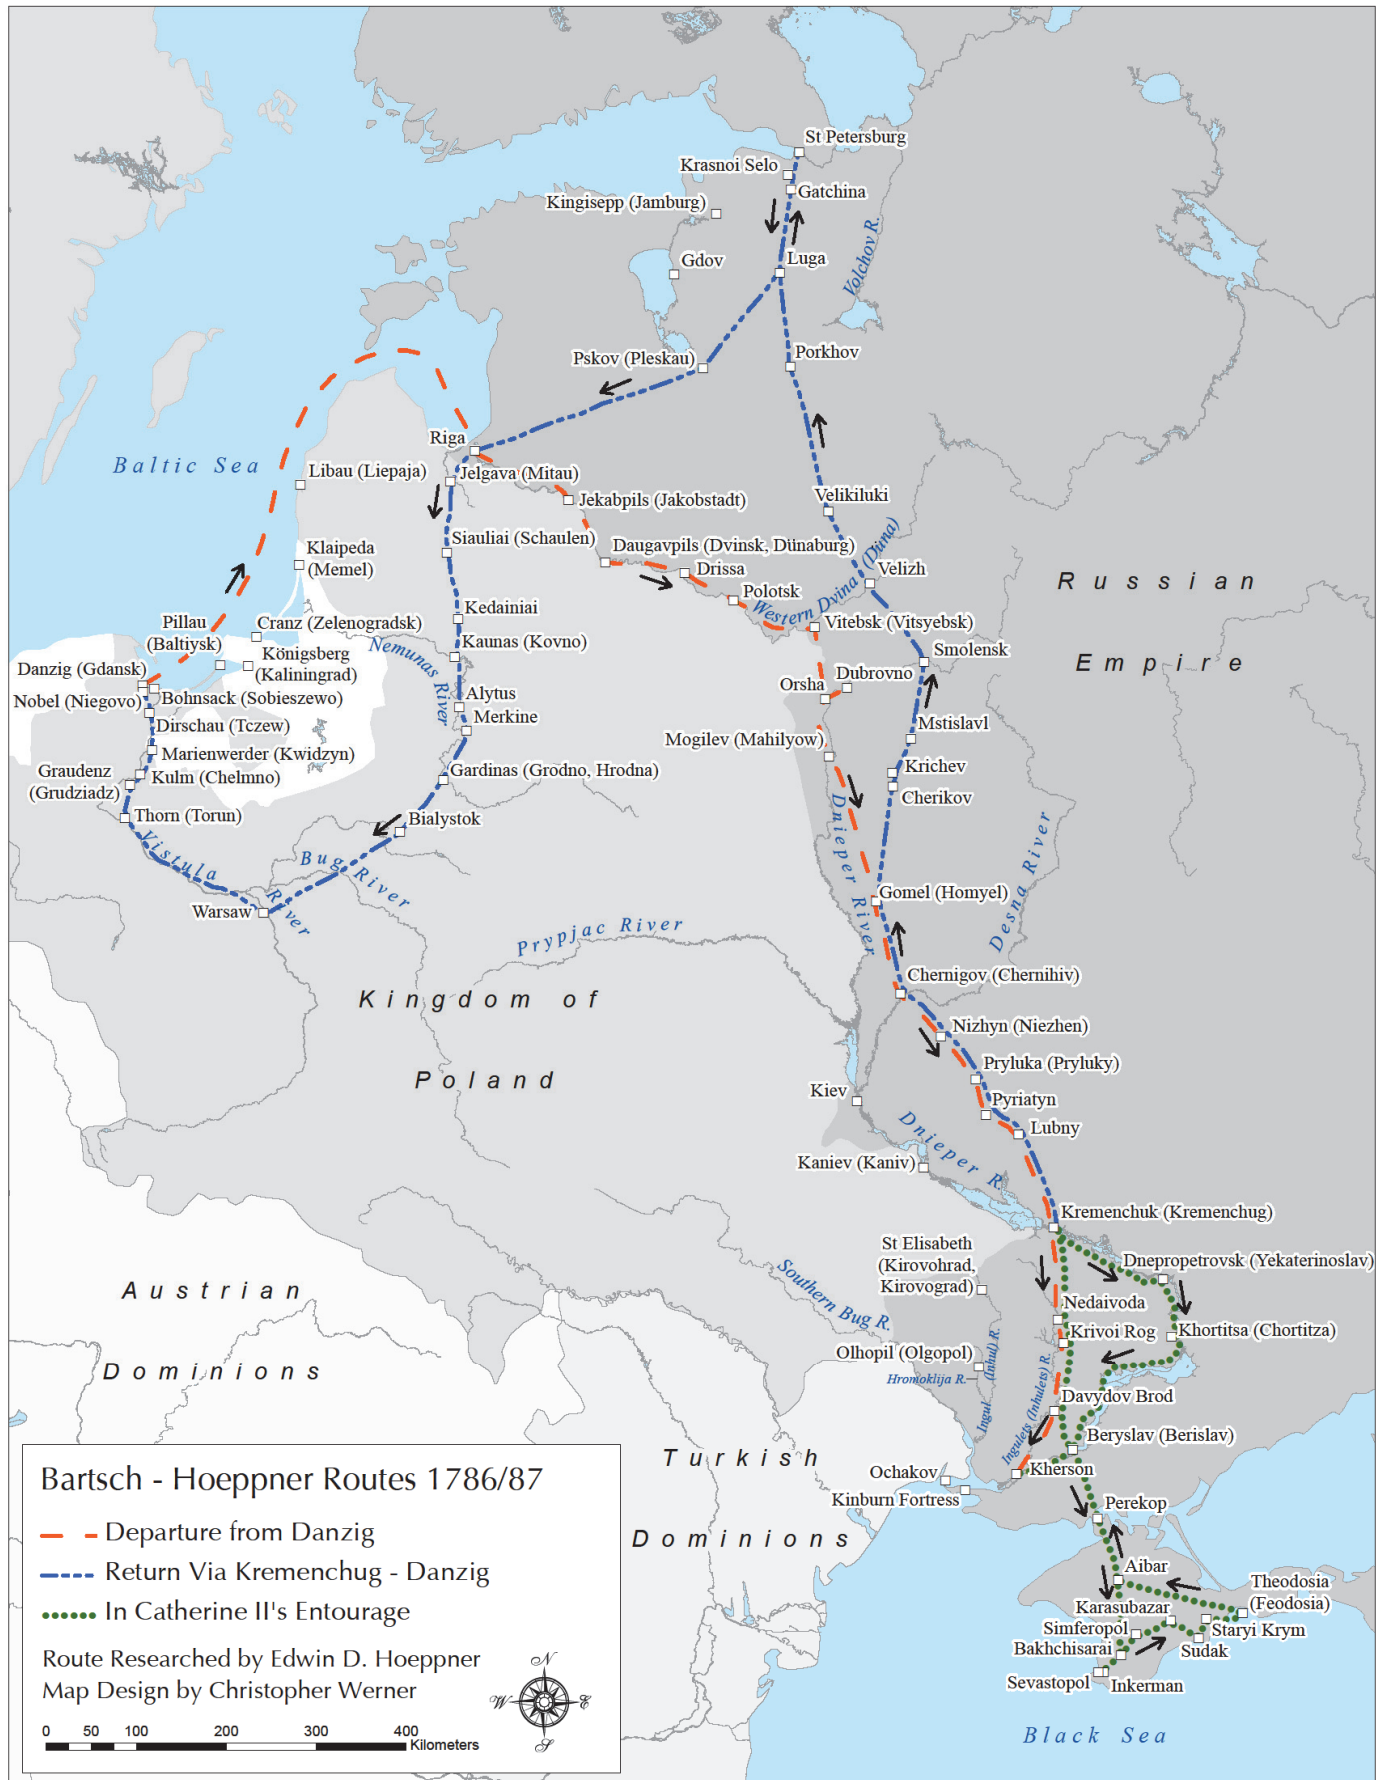 St Petersburg
Krasnoi Selo
Gatchina
Kingisepp (Jamburg)
Volchov R.
Gdov
Luga
Pskov (Pleskau)
Porkhov
Riga
Baltic Sea
Libau (Liepaja)
Jelgava (Mitau)
Jekabpils (Jakobstadt)
Velikiluki
Siauliai (Schaulen)
Daugavpils (Dvinsk, Dünaburg)
Klaipeda
(Memel)
Drissa
Velizh
Russian
Empire
Polotsk
Western Dvina (Düna)
Kedainiai
Pillau
(Baltiysk)
Cranz (Zelenogradsk)
Vitebsk (Vitsyebsk)
Nemunas River
Kaunas (Kovno)
Königsberg
(Kaliningrad)
Smolensk
Danzig (Gdansk)
Dubrovno
Orsha
Nobel (Niegovo)
Bohnsack (Sobieszewo)
Alytus
Merkine
Dirschau (Tczew)
Mstislavl
Mogilev (Mahilyow)
Marienwerder (Kwidzyn)
Graudenz
(Grudziadz)
Kulm (Chelmno)
Gardinas (Grodno, Hrodna)
Krichev
Cherikov
Thorn (Torun)
Bialystok
Dnieper River
Vistula
River
Bug River
Desna River
Warsaw
Gomel (Homyel)
Prypjac River
Chernigov (Chernihiv)
Kingdom of
Poland
Nizhyn (Niezhen)
Pryluka (Pryluky)
Kiev
Pyriatyn
Lubny
Dnieper R.
Kaniev (Kaniv)
Kremenchuk (Kremenchug)
St Elisabeth
(Kirovohrad,
Kirovograd)
Dnepropetrovsk (Yekaterinoslav)
Southern Bug R.
Austrian
Dominions
Nedaivoda
Krivoi Rog
Khortitsa (Chortitza)
Olhopil (Olgopol)
Hromoklija R.
Ingul (Inhul) R.
Ingulets (Inhulets) R.
Davydov Brod
Beryslav (Berislav)
Turkish
Dominions
Ochakov
Kherson
Kinburn Fortress
Perekop
Aibar
Theodosia
(Feodosia)
Karasubazar
Simferopol
Staryi Krym
Bakhchisarai
Sudak
Sevastopol
Inkerman
Black Sea
Bartsch - Hoeppner Routes 1786/87
Departure from Danzig
Return Via Kremenchug - Danzig
In Catherine II's Entourage
Route Researched by Edwin D. Hoeppner
Map Design by Christopher Werner
N
W E
S
0 50 100 200 300 400
Kilometers